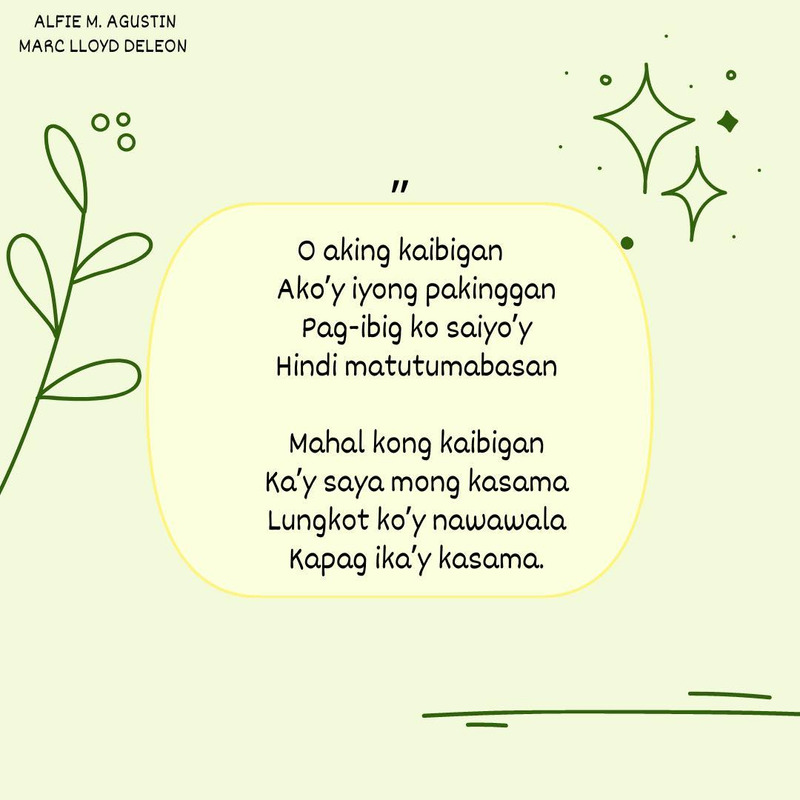 ALFIE M. AGUSTIN
MARC LLOYD DELEON
"
O aking kaibigan
Ako'y iyong pakinggan
Pag-ibig ko saiyo'y
Hindi matutumabasan
Mahal kong kaibigan
Ka'y saya mong kasama
Lungkot ko'y nawawala
Kapag ika'y kasama.